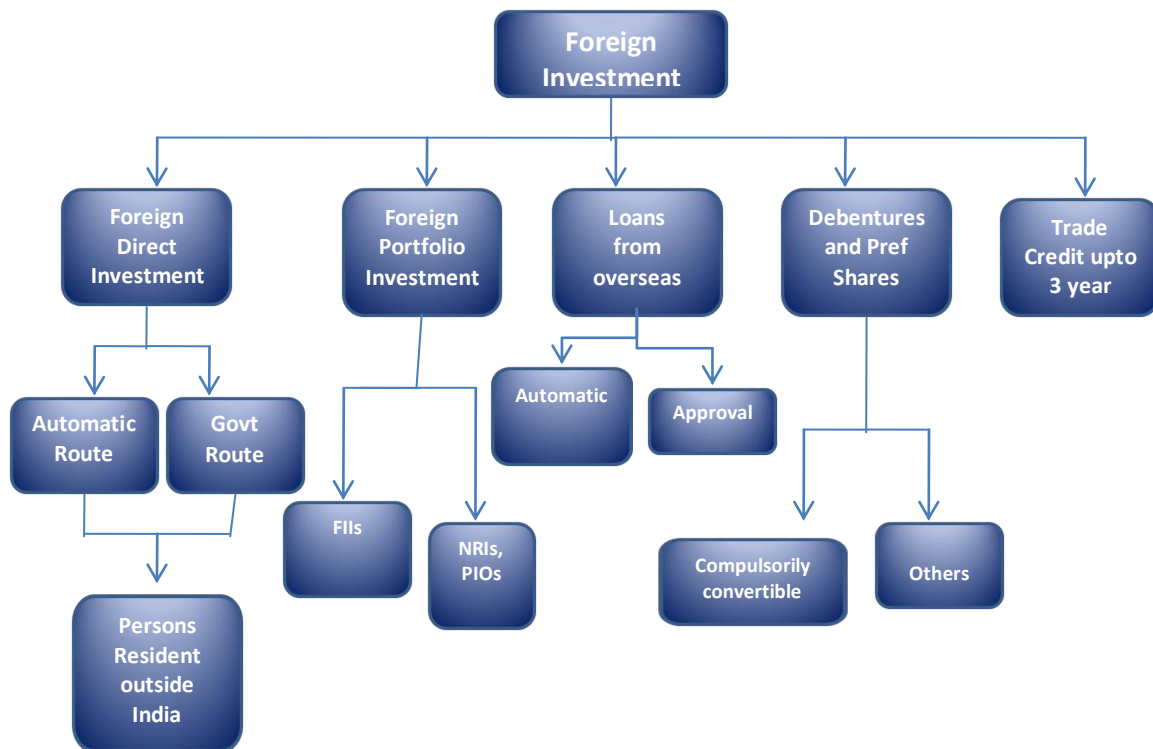 Foreign
Investment
Foreign
Direct
Investment
Foreign
Portfolio
Investment
Loans
from
overseas
Debentures
and Pref
Shares
Trade
Credit upto
3 year
Automatic
Route
Govt
Route
Automatic
Approval
FIIs
NRIs,
PIOs
Compulsorily
convertible
Others
Persons
Resident
outside
India